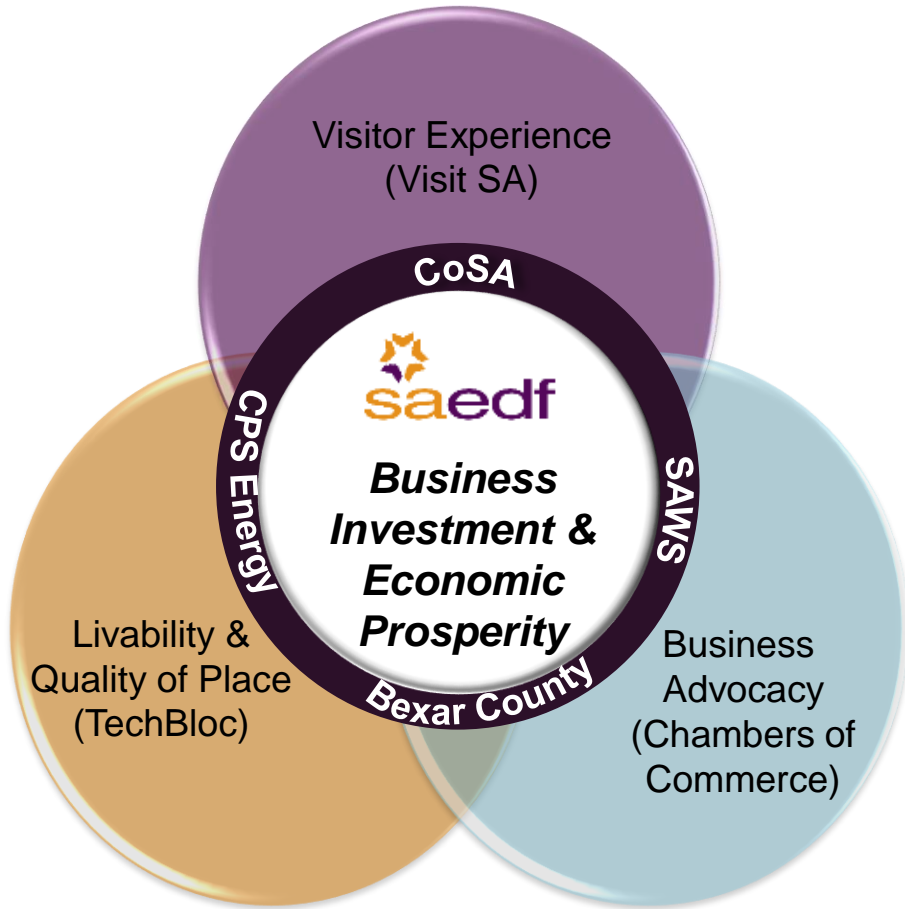 Visitor Experience
(Visit SA)
CoSA
CPS Energy
SAWS
Bexar County
saedf
Business
Investment &
Economic
Prosperity
Livability &
Quality of Place
(TechBloc)
Business
Advocacy
(Chambers of
Commerce)